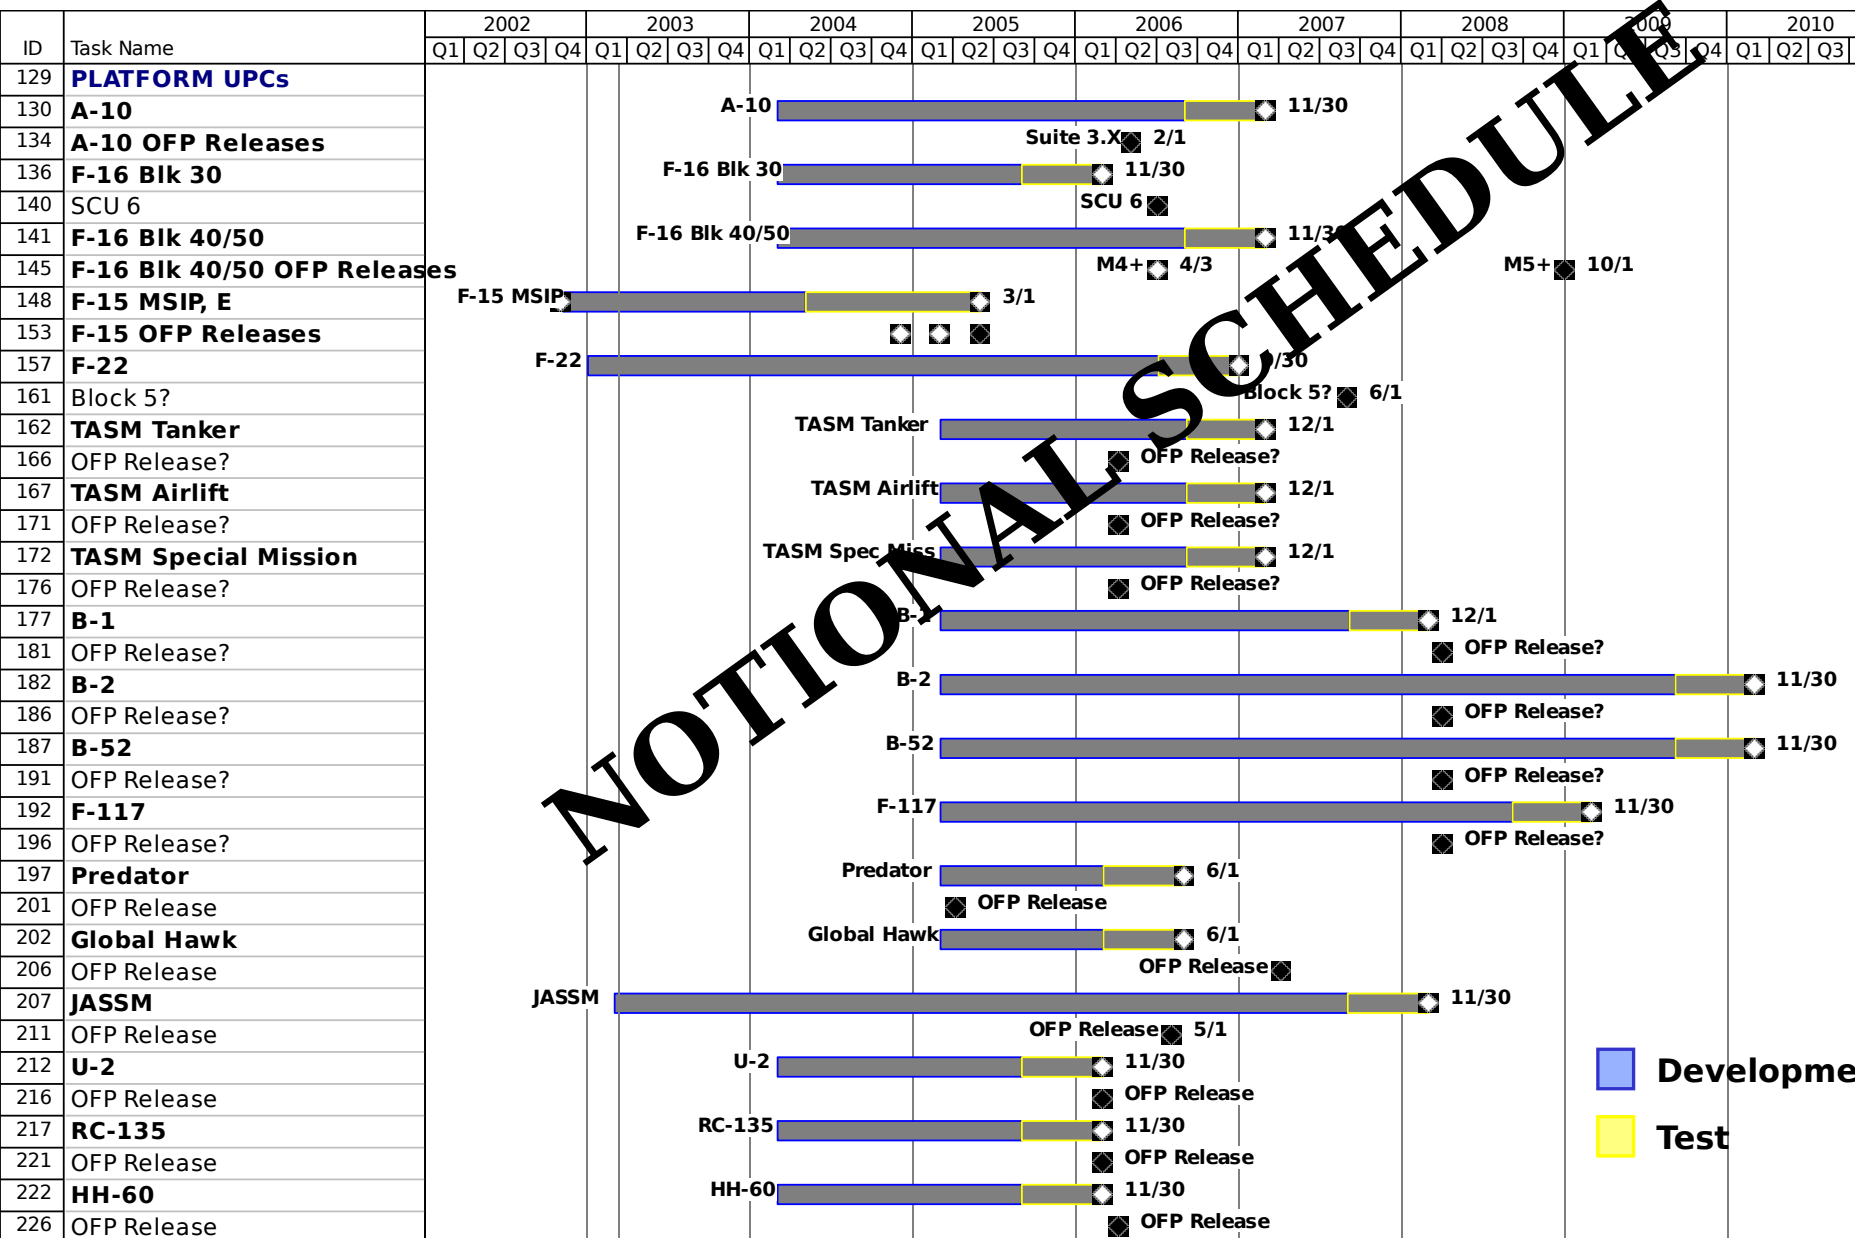 2002 2003 2004 2005 2006 2007 2008 2009 2010
ID Task Name Q1 Q2 Q3 Q4 Q1 Q2 Q3 Q4 Q1 Q2 Q3 Q4 Q1 Q2 Q3 Q4 Q1 Q2 Q3 Q4 Q1 Q2 Q3 Q4 Q1 Q2 Q3 Q4 Q1 Q2 Q3 Q4 Q1 Q2 Q3
129 PLATFORM UPCs
130 A-10 A-10 11/30
134 A-10 OFP Releases Suite 3.X 2/1
136 F-16 Blk 30 F-16 Blk 30 11/30
140 SCU 6 SCU 6
141 F-16 Blk 40/50 F-16 Blk 40/50 11/30
145 F-16 Blk 40/50 OFP Releases M4+ 4/3 M5+ 10/1
148 F-15 MSIP, E F-15 MSIP 3/1
153 F-15 OFP Releases
157 F-22 F-22 9/30
161 Block 5? Block 5? 6/1
162 TASM Tanker TASM Tanker 12/1
166 OFP Release? OFP Release?
167 TASM Airlift TASM Airlift 12/1
171 OFP Release? OFP Release?
172 TASM Special Mission TASM Spec Miss 12/1
176 OFP Release? OFP Release?
177 B-1 B-1 12/1
181 OFP Release? OFP Release?
182 B-2 B-2 11/30
186 OFP Release? OFP Release?
187 B-52 B-52 11/30
191 OFP Release? OFP Release?
192 F-117 F-117 11/30
196 OFP Release? OFP Release?
197 Predator Predator 6/1
201 OFP Release OFP Release
202 Global Hawk Global Hawk 6/1
206 OFP Release OFP Release
207 JASSM JASSM 11/30
211 OFP Release OFP Release 5/1
212 U-2 U-2 11/30
216 OFP Release OFP Release
217 RC-135 RC-135 11/30
221 OFP Release OFP Release
222 HH-60 HH-60 11/30
226 OFP Release OFP Release
NOTIONAL SCHEDULE
Developme
Test